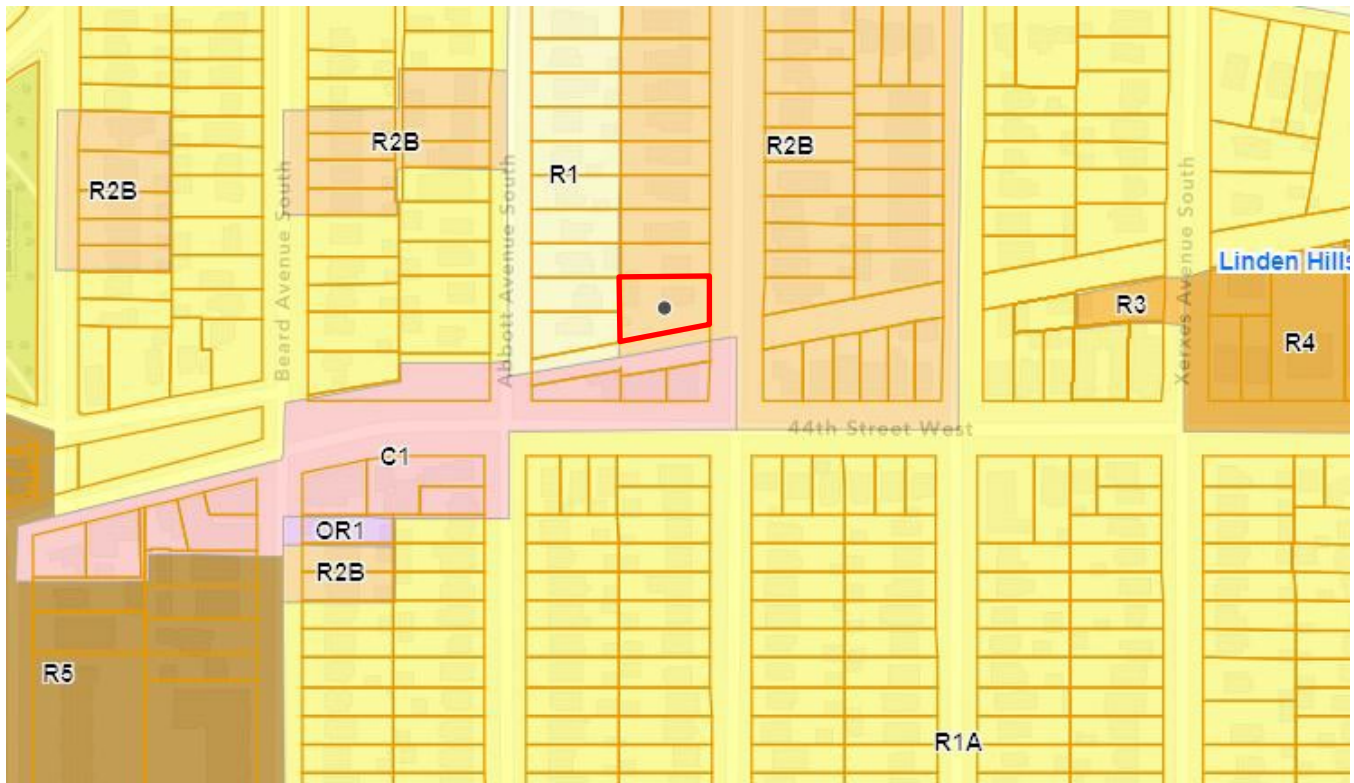 R2B
R2B
R2B
R1
Beard Avenue South
Abbott Avenue South
Xerxes Avenue South
Linden Hills
R3
R4
44th Street West
C1
OR1
R2B
R5
R1A